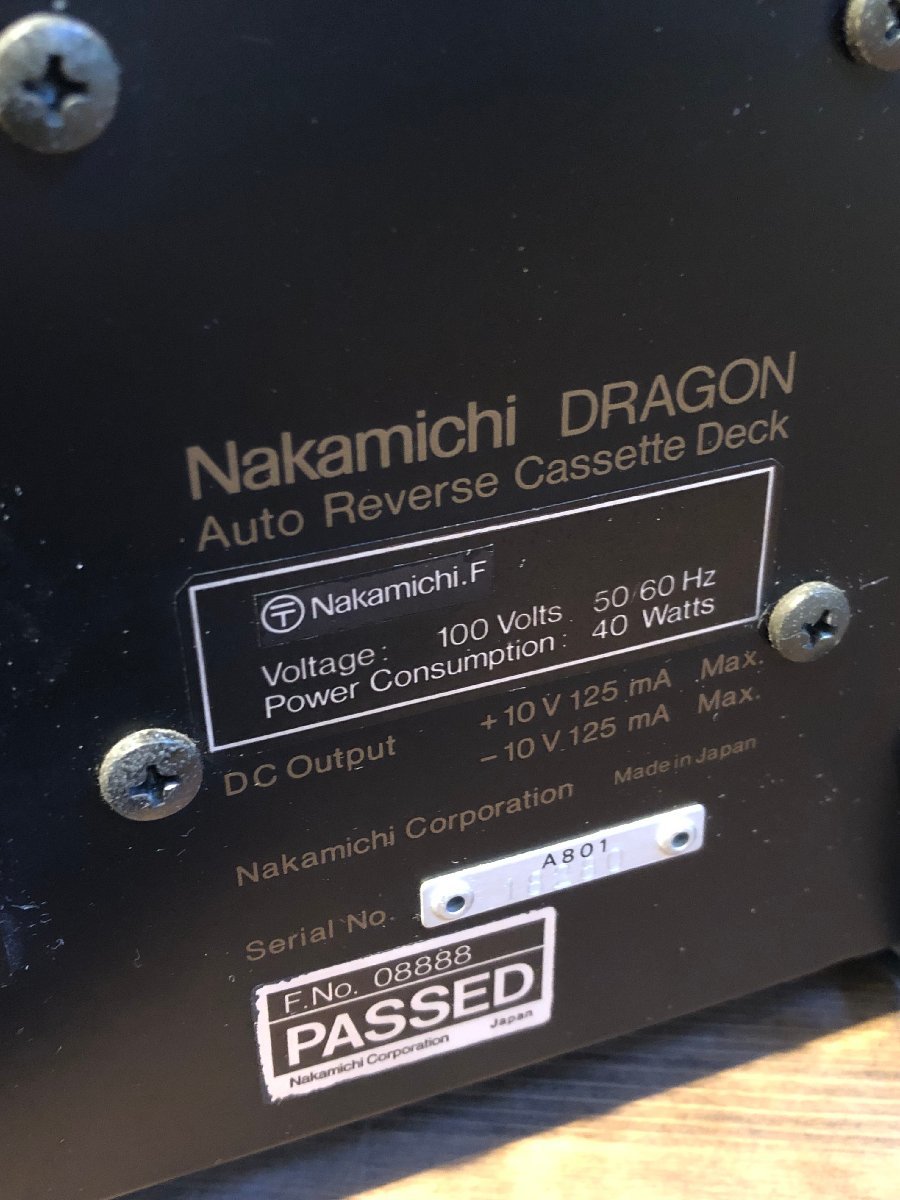 Nakamichi DRAGON
Auto Reverse Cassette Deck
〒 Nakamichi.F
Voltage: 100 Volts 50/60 Hz
Power Consumption: 40 Watts
DC Output +10 V 125 mA Max.
−10 V 125 mA Max.
Nakamichi Corporation Made in Japan
A801
Serial No.
F.No. 08888
PASSED
Nakamichi Corporation Japan